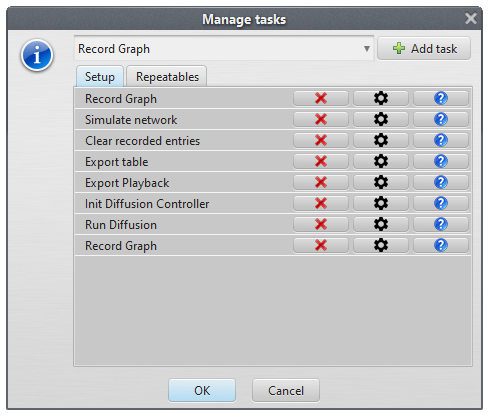 Manage tasks
Record Graph
Add task
Setup Repeatables
Record Graph
Simulate network
Clear recorded entries
Export table
Export Playback
Init Diffusion Controller
Run Diffusion
Record Graph
OK Cancel